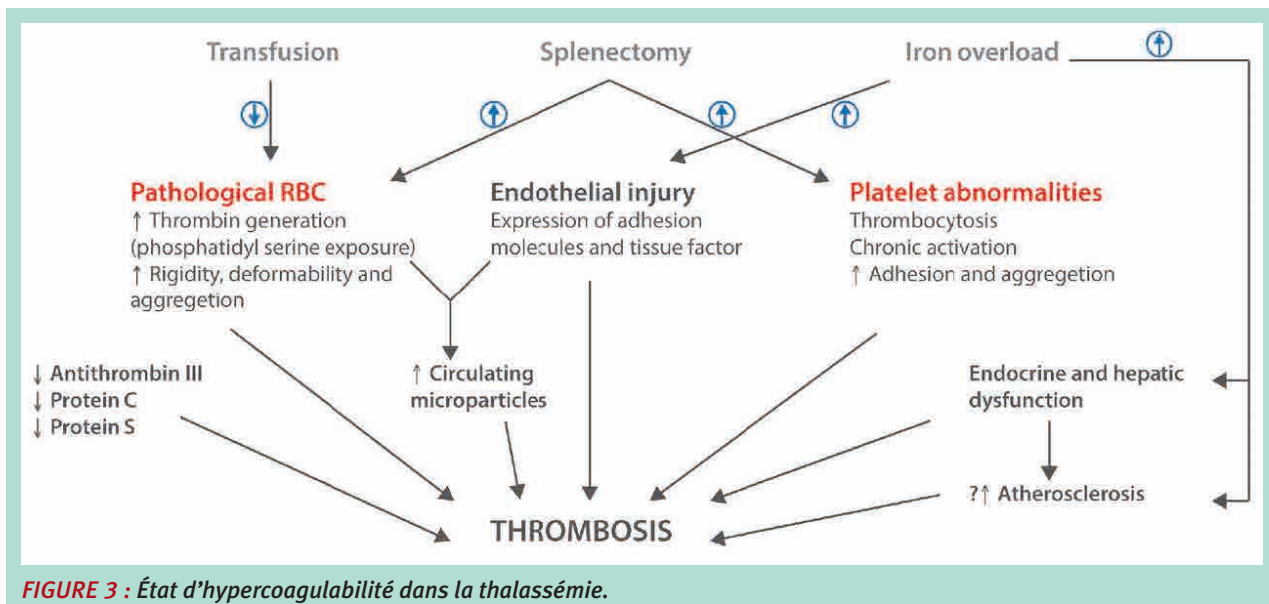 Transfusion
Splenectomy
Iron overload
Pathological RBC
↑ Thrombin generation
(phosphatidyl serine exposure)
↑ Rigidity, deformability and
aggregetion
Endothelial injury
Expression of adhesion
molecules and tissue factor
Platelet abnormalities
Thrombocytosis
Chronic activation
↑ Adhesion and aggregetion
↓ Antithrombin III
↓ Protein C
↓ Protein S
↑ Circulating
microparticles
Endocrine and hepatic
dysfunction
?↑ Atherosclerosis
THROMBOSIS
FIGURE 3 : État d'hypercoagulabilité dans la thalassémie.